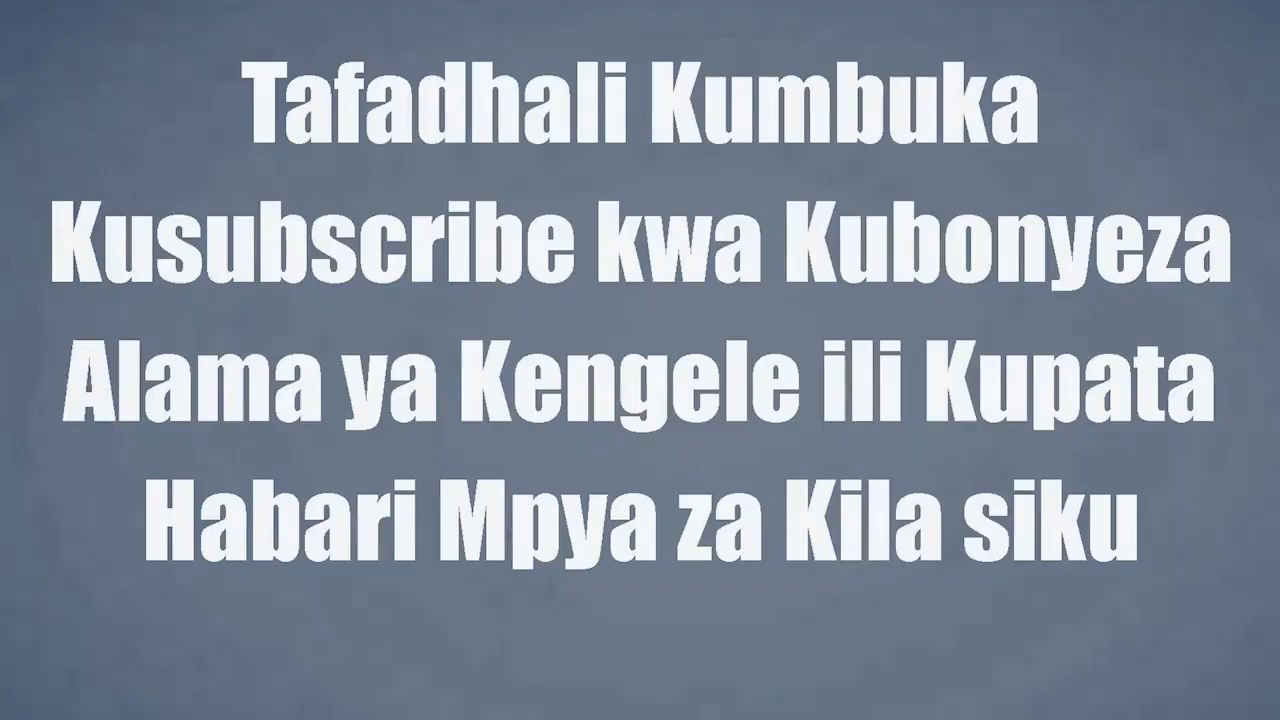 Tafadhali Kumbuka
Kusubscribe kwa Kubonyeza
Alama ya Kengele ili Kupata
Habari Mpya za Kila siku